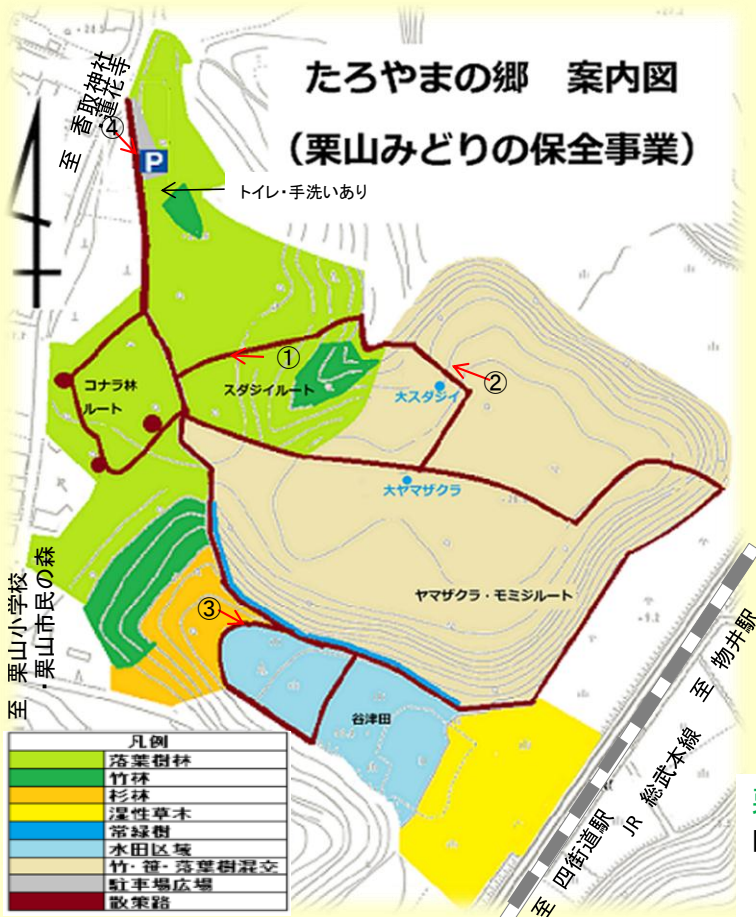 たろやまの郷　案内図
（栗山みどりの保全事業）
至　香取神社
・蓮花寺
④
P
トイレ・手洗いあり
①
②
コナラ林
ルート
スダジイルート
大スダジイ
大ヤマザクラ
ヤマザクラ・モミジルート
③
谷津田
至　栗山小学校
・栗山市民の森
至　物井駅
JR　総武本線
至　四街道駅
凡例
落葉樹林
竹林
杉林
湿性草木
常緑樹
水田区域
竹・笹・落葉樹混交
駐車場広場
散策路